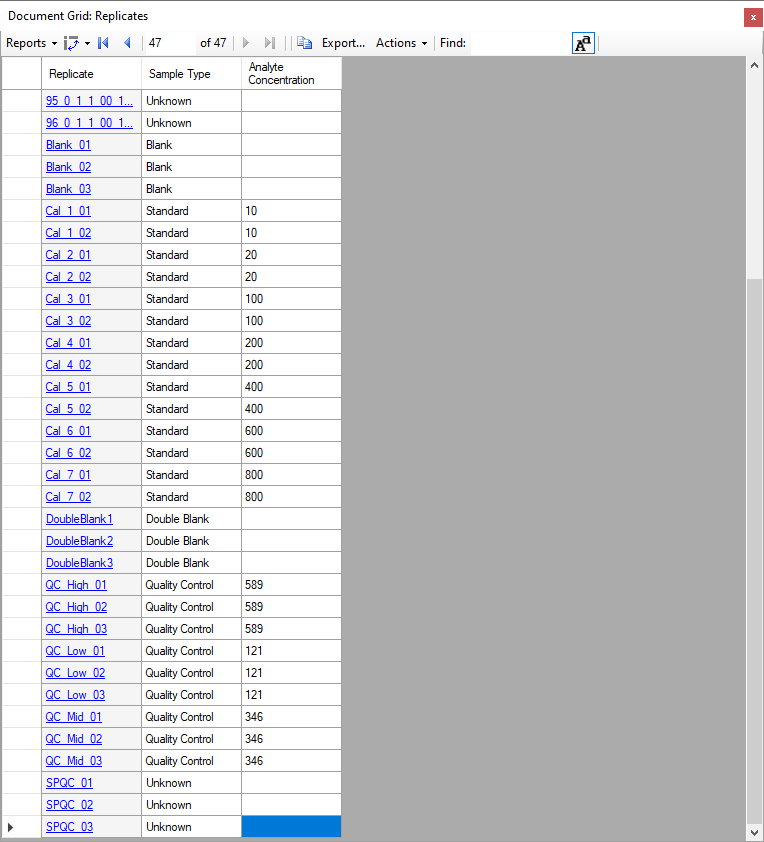 Document Grid: Replicates
x
Reports 47 of 47 Export... Actions Find: Aa
Replicate Sample Type Analyte Concentration
95_0_1_1_00_1... Unknown
96_0_1_1_00_1... Unknown
Blank_01 Blank
Blank_02 Blank
Blank_03 Blank
Cal_1_01 Standard 10
Cal_1_02 Standard 10
Cal_2_01 Standard 20
Cal_2_02 Standard 20
Cal_3_01 Standard 100
Cal_3_02 Standard 100
Cal_4_01 Standard 200
Cal_4_02 Standard 200
Cal_5_01 Standard 400
Cal_5_02 Standard 400
Cal_6_01 Standard 600
Cal_6_02 Standard 600
Cal_7_01 Standard 800
Cal_7_02 Standard 800
DoubleBlank1 Double Blank
DoubleBlank2 Double Blank
DoubleBlank3 Double Blank
QC_High_01 Quality Control 589
QC_High_02 Quality Control 589
QC_High_03 Quality Control 589
QC_Low_01 Quality Control 121
QC_Low_02 Quality Control 121
QC_Low_03 Quality Control 121
QC_Mid_01 Quality Control 346
QC_Mid_02 Quality Control 346
QC_Mid_03 Quality Control 346
SPQC_01 Unknown
SPQC_02 Unknown
SPQC_03 Unknown